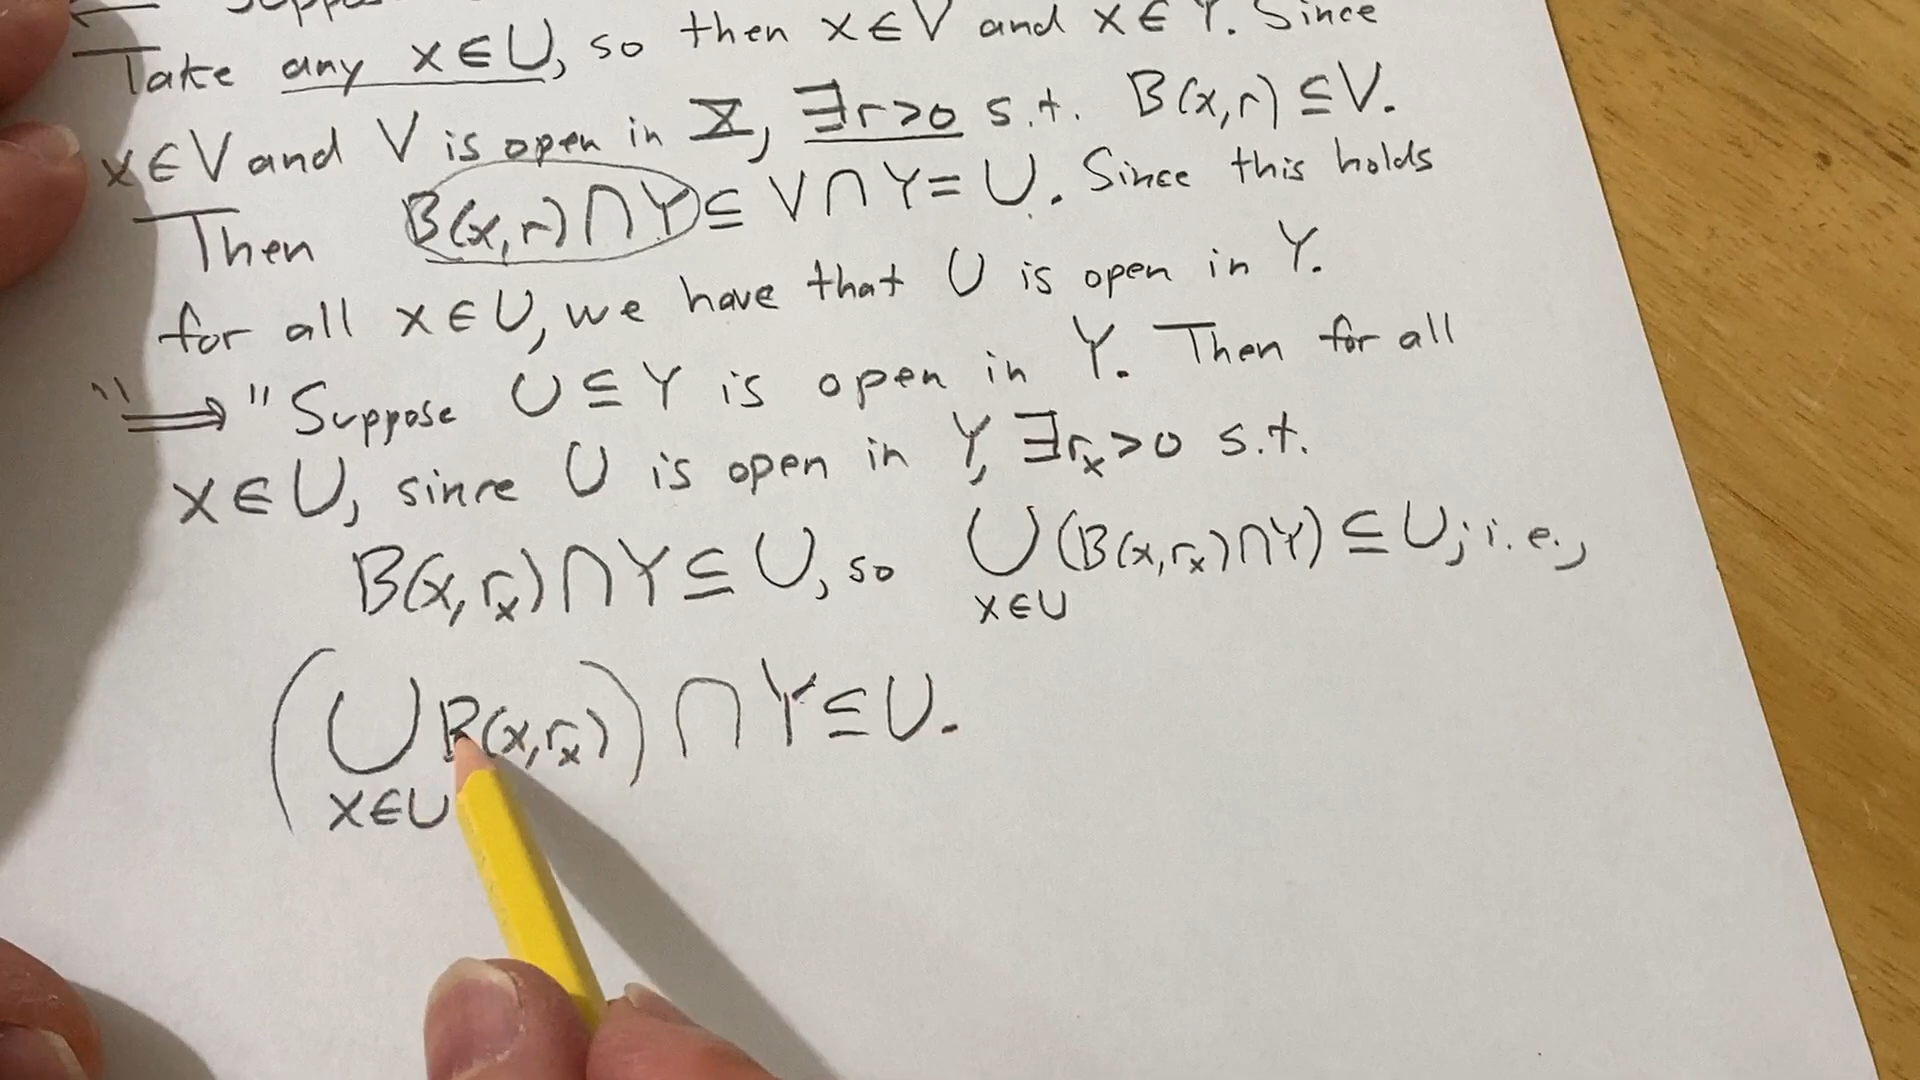 Take any x∈U, so then x∈V and x∈Y. Since
x∈V and V is open in X, ∃r>0 s.t. B(x,r)⊆V.
Then B(x,r)∩Y⊆V∩Y=U. Since this holds
for all x∈U, we have that U is open in Y.
"⟹" Suppose U⊆Y is open in Y. Then for all
x∈U, since U is open in Y, ∃rₓ>0 s.t.
B(x,rₓ)∩Y⊆U, so ⋃(B(x,rₓ)∩Y)⊆U; i.e.,
x∈U
(⋃B(x,rₓ))∩Y⊆U.
x∈U